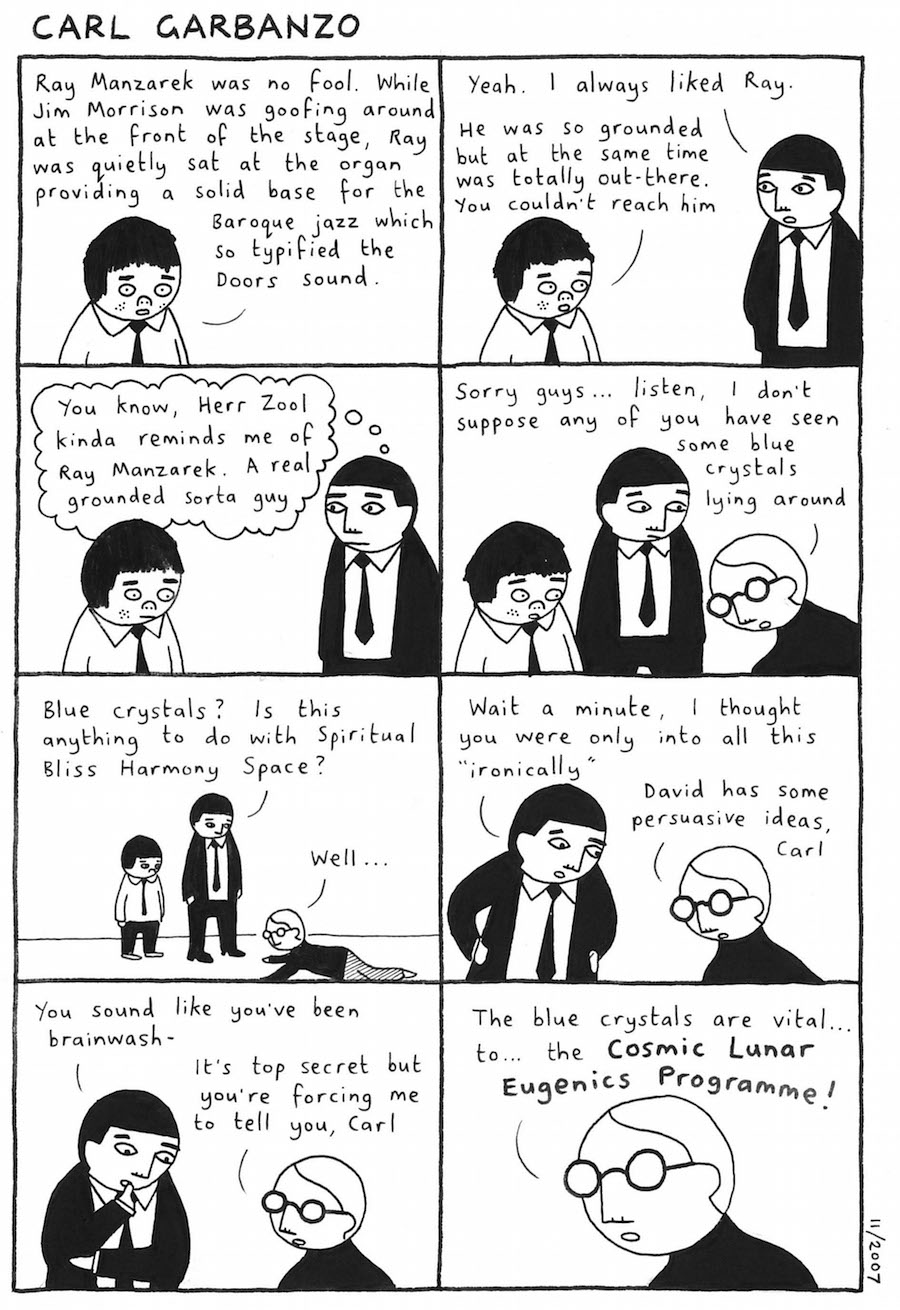 CARL GARBANZO
Ray Manzarek was no fool. While
Jim Morrison was goofing around
at the front of the stage, Ray
was quietly sat at the organ
providing a solid base for the
Baroque jazz which
so typified the
Doors sound.
Yeah. I always liked Ray.
He was so grounded
but at the same time
was totally out-there.
You couldn't reach him
You know, Herr Zool
kinda reminds me of
Ray Manzarek. A real
grounded sorta guy
Sorry guys... listen, I don't
suppose any of you have seen
some blue
crystals
lying around
Blue crystals? Is this
anything to do with Spiritual
Bliss Harmony Space?
Well...
Wait a minute, I thought
you were only into all this
"ironically"
David has some
persuasive ideas,
Carl
You sound like you've been
brainwash-
It's top secret but
you're forcing me
to tell you, Carl
The blue crystals are vital...
to... the Cosmic Lunar
Eugenics Programme!
11/2007